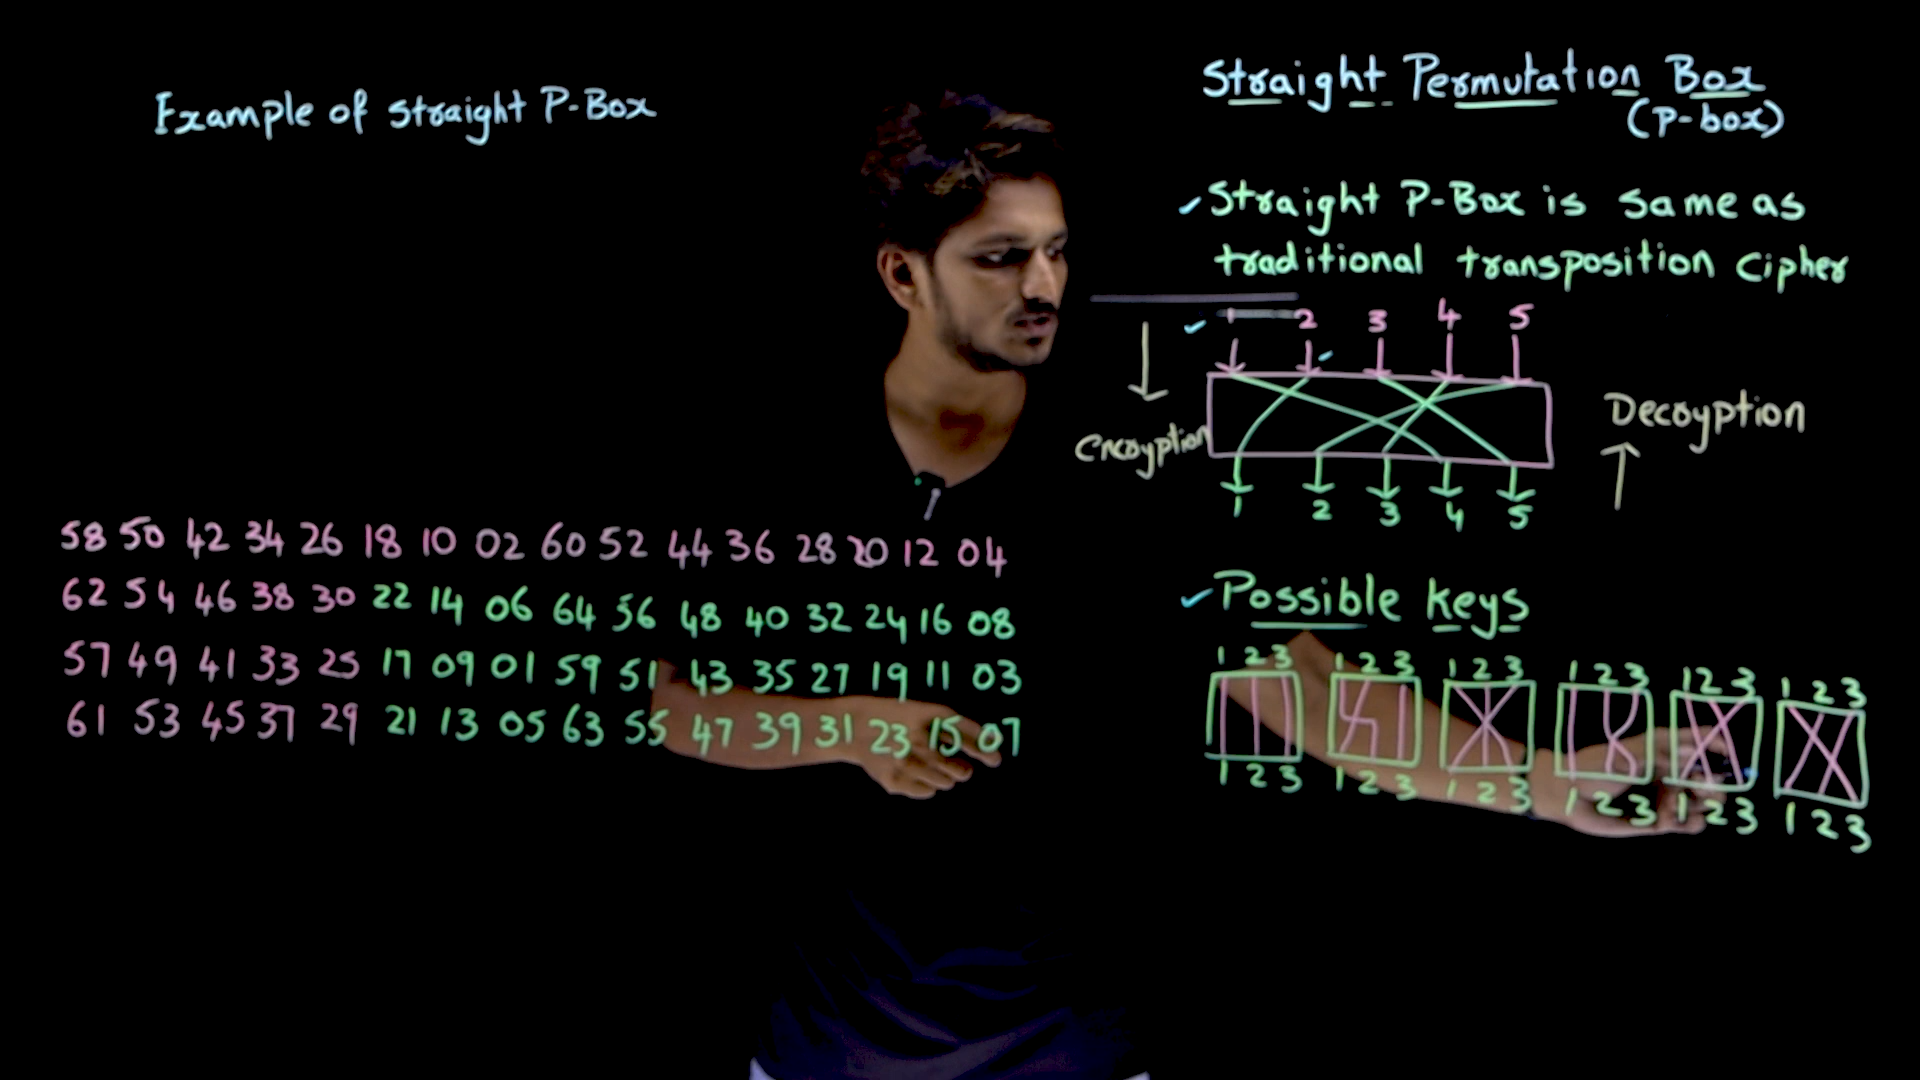 Example of straight P-Box
58 50 42 34 26 18 10 02 60 52 44 36 28 20 12 04
62 54 46 38 30 22 14 06 64 56 48 40 32 24 16 08
57 49 41 33 25 17 09 01 59 51 43 35 27 19 11 03
61 53 45 37 29 21 13 05 63 55 47 39 31 23 15 07
Straight Permutation Box
(P-box)
Straight P-Box is same as
traditional transposition cipher
1 2 3 4 5
Encryption
Decryption
1 2 3 4 5
Possible keys
1 2 3 1 2 3 1 2 3 1 2 3 1 2 3 1 2 3
1 2 3 1 2 3 1 2 3 1 2 3 1 2 3 1 2 3